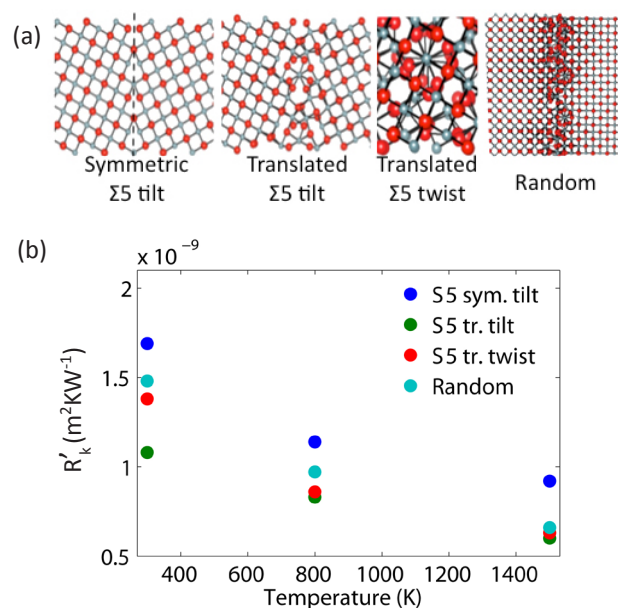 (a)
Symmetric
Σ5 tilt
Translated
Σ5 tilt
Translated
Σ5 twist
Random
(b)
x 10⁻⁹
2
1.5
1
0.5
R′ₖ (m²KW⁻¹)
S5 sym. tilt
S5 tr. tilt
S5 tr. twist
Random
400 600 800 1000 1200 1400
Temperature (K)